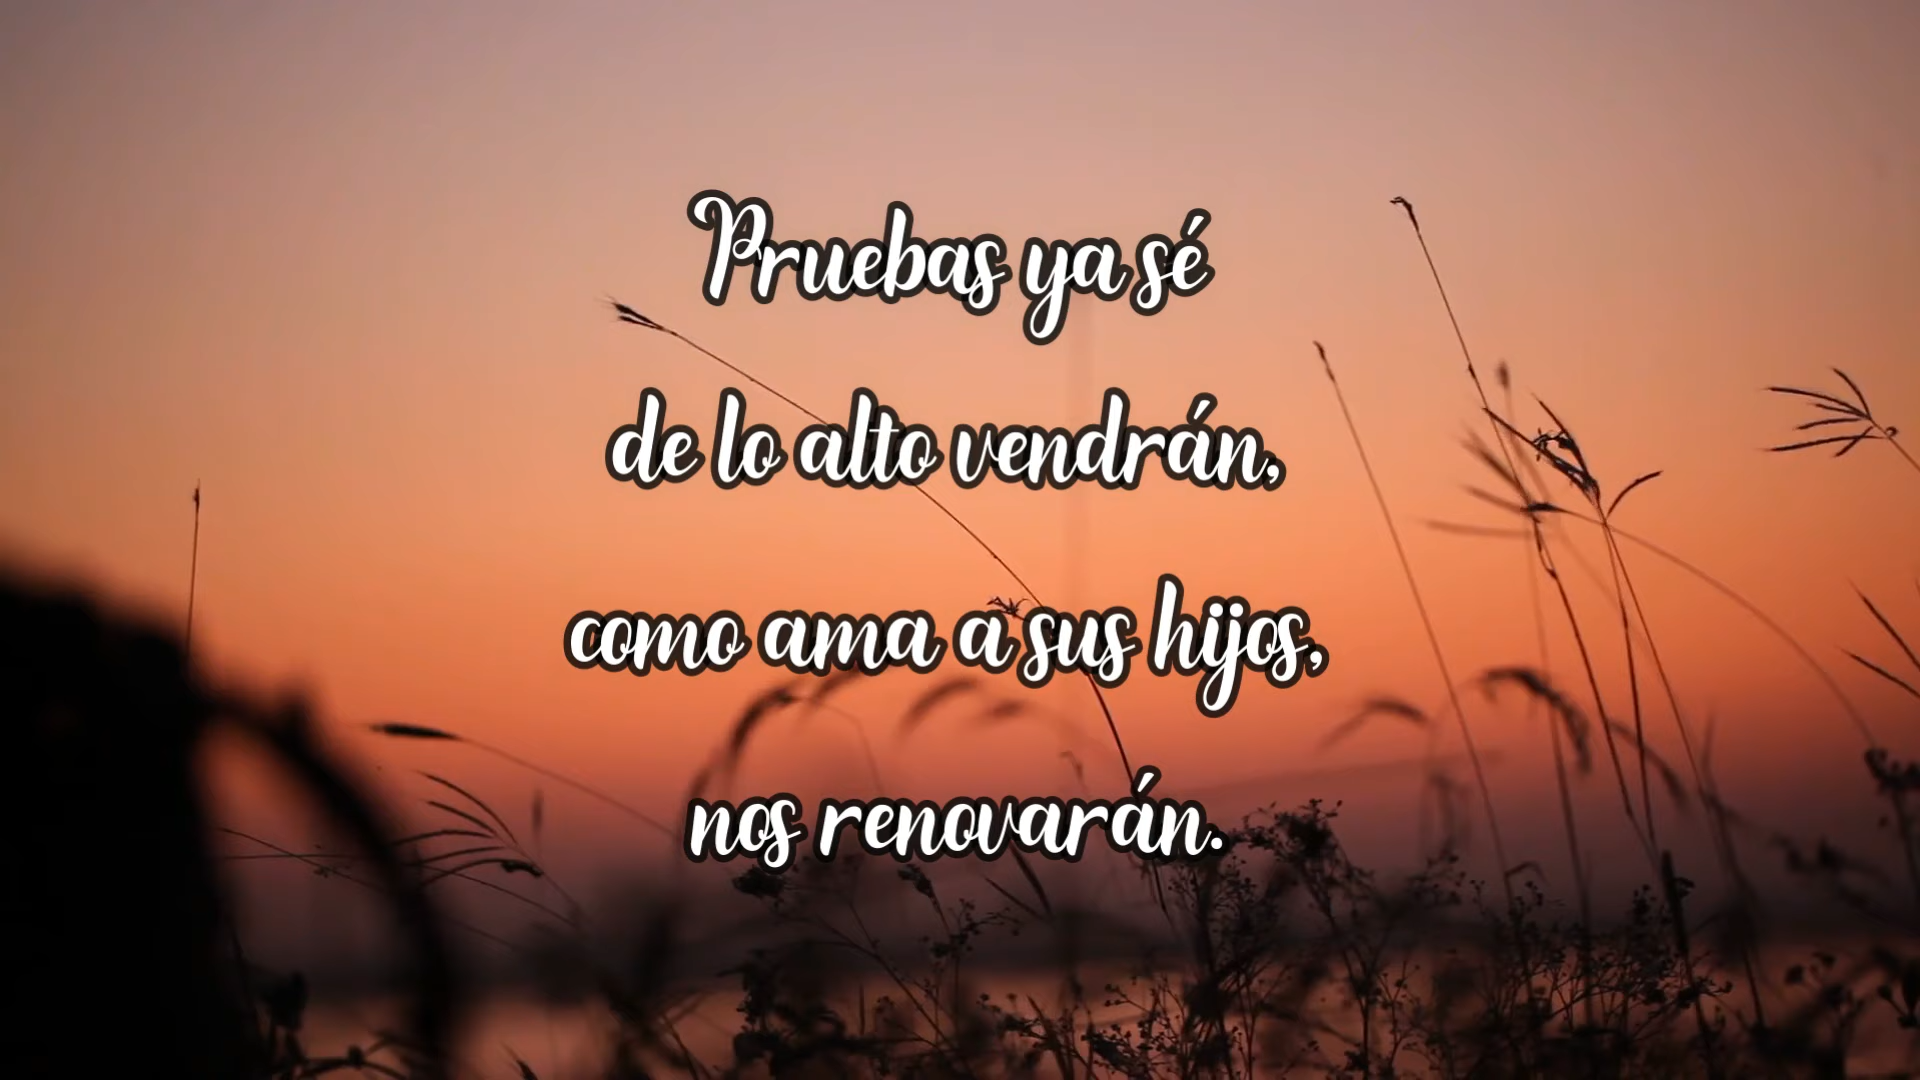 Pruebas ya sé
de lo alto vendrán,
como ama a sus hijos,
nos renovarán.